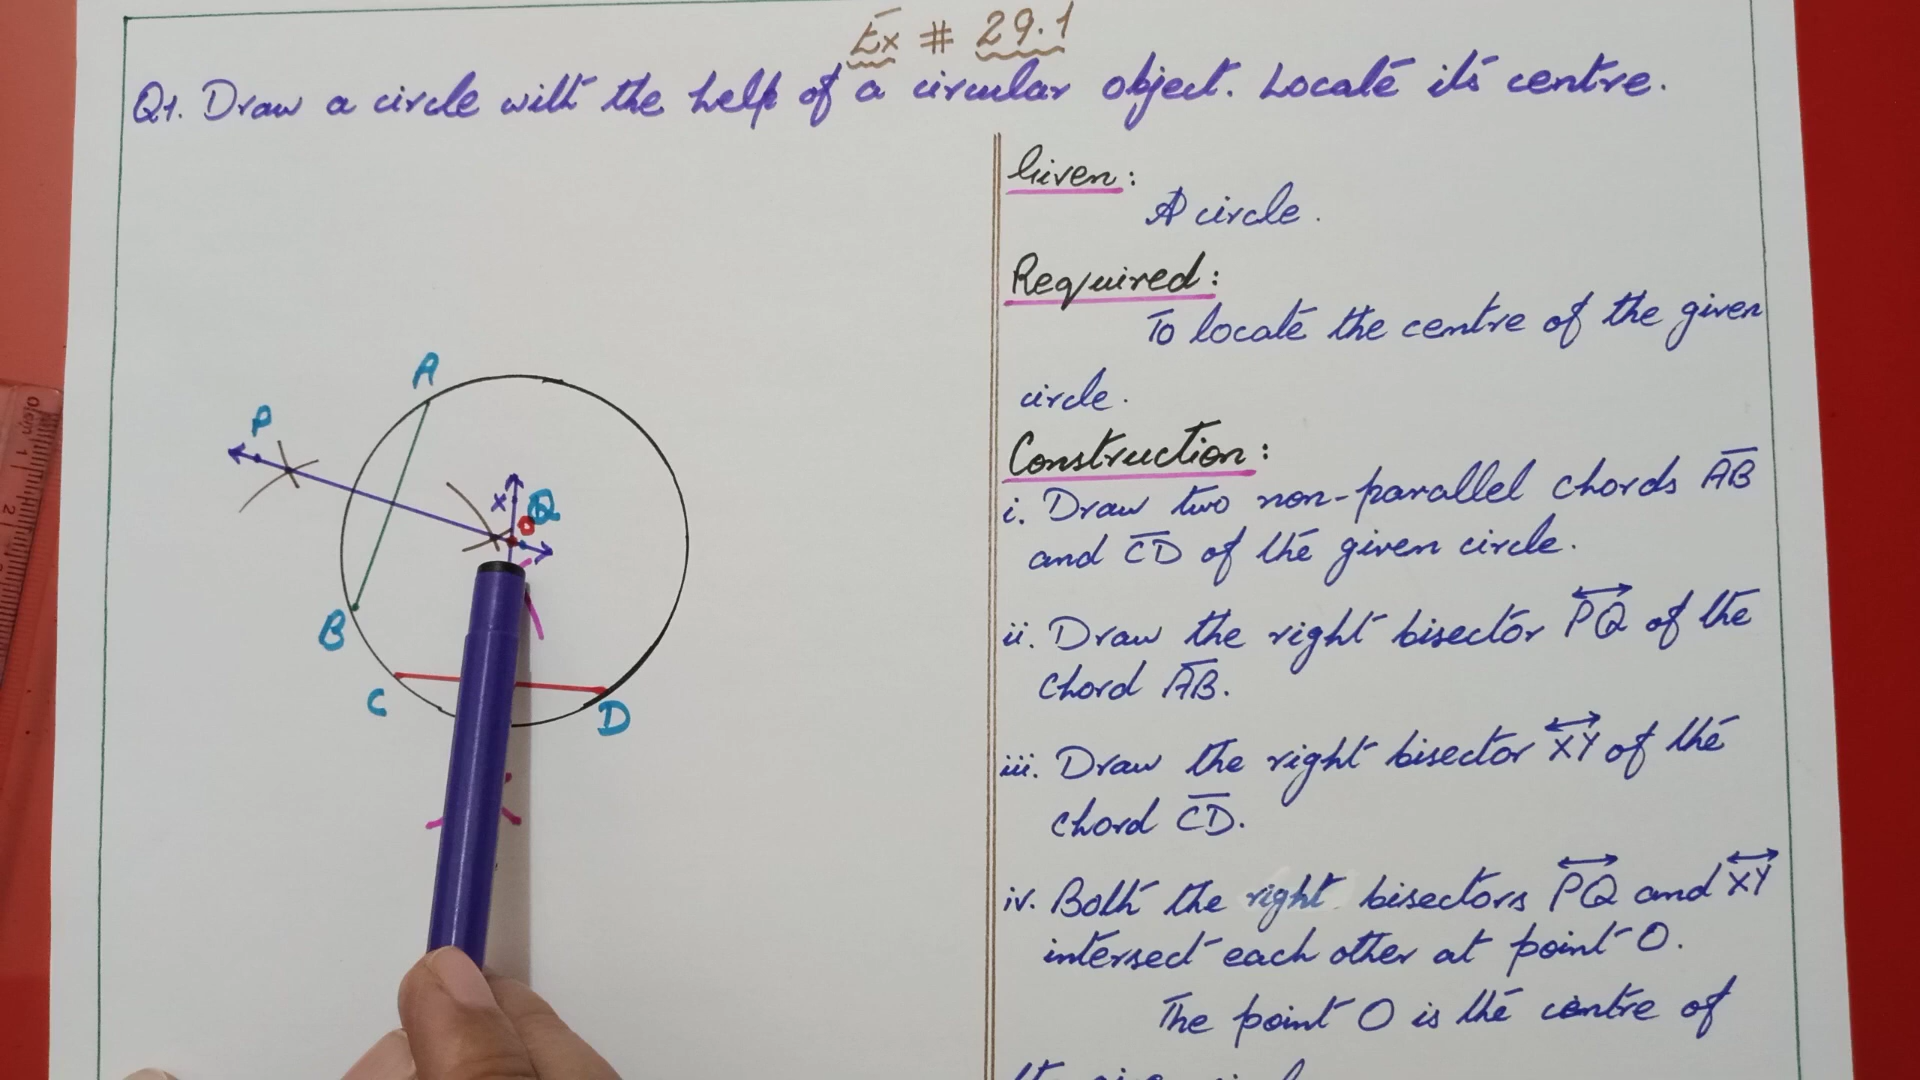 Ex # 29.1
Q1. Draw a circle with the help of a circular object. Locate its centre.
Given:
A circle.
Required:
To locate the centre of the given
circle.
Construction:
i. Draw two non-parallel chords AB
and CD of the given circle.
ii. Draw the right bisector PQ of the
chord AB.
iii. Draw the right bisector XY of the
chord CD.
iv. Both the right bisectors PQ and XY
intersect each other at point O.
The point O is the centre of
A
P
X
Q
O
B
C
D
0cm
1
2